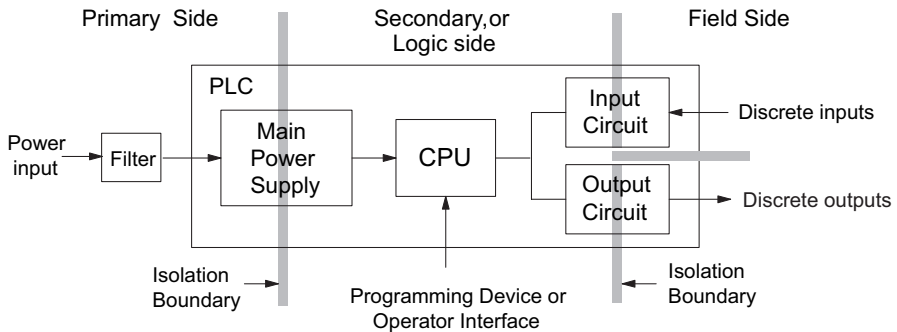 Primary Side
Secondary,or
Logic side
Field Side
PLC
Power
input
Filter
Main
Power
Supply
CPU
Input
Circuit
Discrete inputs
Output
Circuit
Discrete outputs
Isolation
Boundary
Programming Device or
Operator Interface
Isolation
Boundary